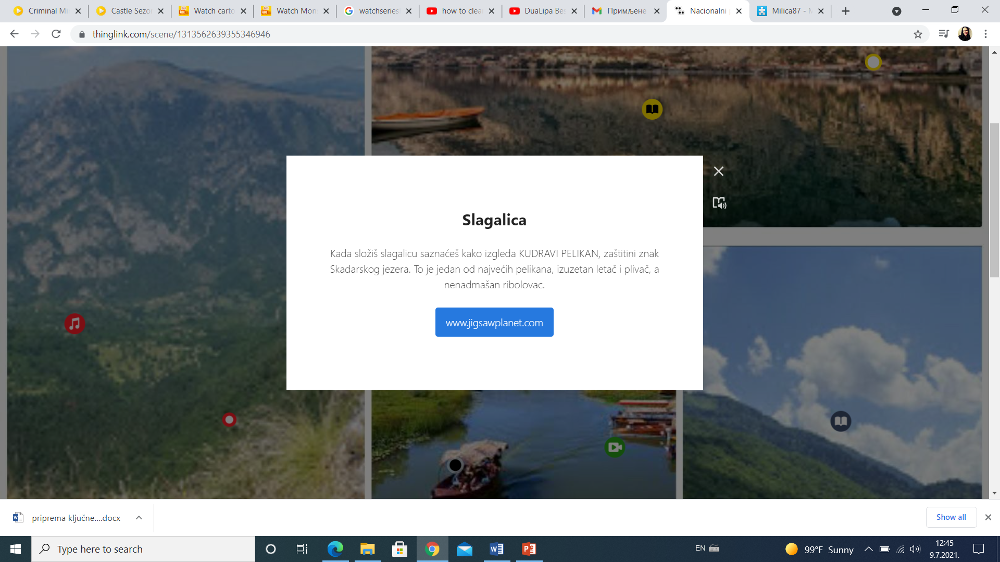 Criminal Mi
Castle Sezo
Watch carto
Watch Mon
watchseries
how to clea
DuaLipa Bes
Примљене
Nacionalni
Milica87 - M
thinglink.com/scene/1313562639355346946
Slagalica
Kada složiš slagalicu saznaćeš kako izgleda KUDRAVI PELIKAN, zaštitini znak
Skadarskog jezera. To je jedan od najvećih pelikana, izuzetan letač i plivač, a
nenadmašan ribolovac.
www.jigsawplanet.com
priprema ključne....docx
Show all
Type here to search
EN
99°F Sunny
12:45
9.7.2021.